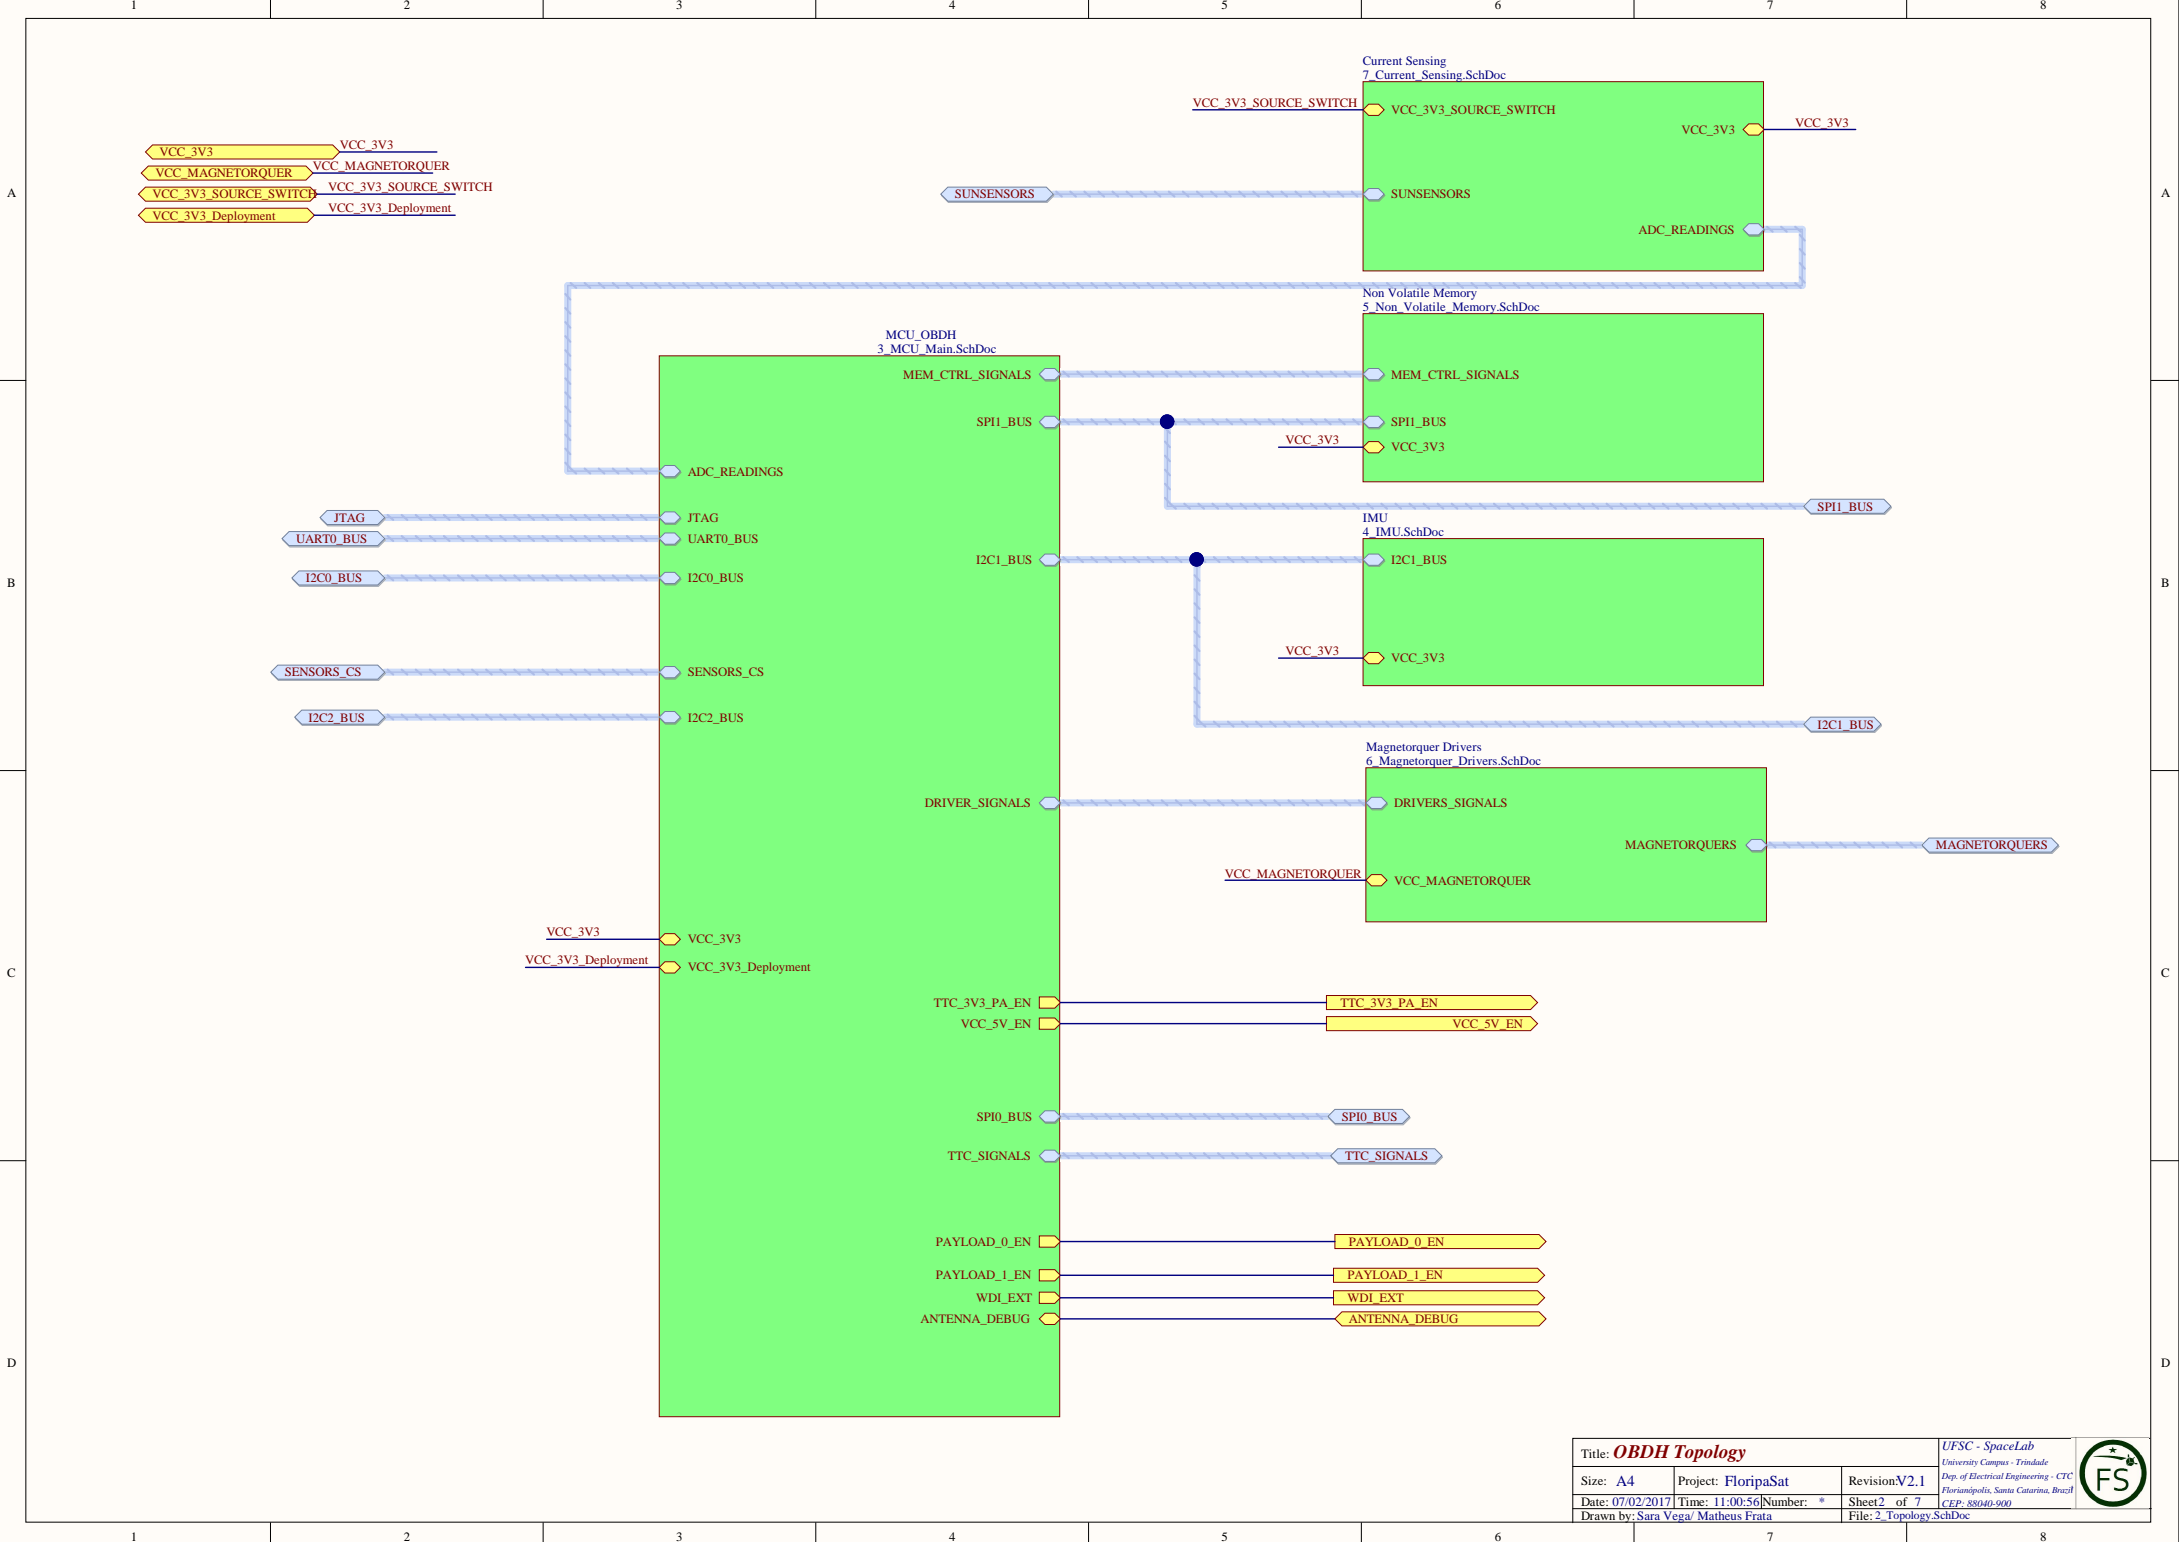 1 2 3 4 5 6 7 8
Current Sensing
7_Current_Sensing.SchDoc
VCC_3V3_SOURCE_SWITCH
VCC_3V3_SOURCE_SWITCH
VCC_3V3
VCC_3V3
VCC_3V3
VCC_3V3
VCC_MAGNETORQUER
VCC_MAGNETORQUER
VCC_3V3_SOURCE_SWITCH
VCC_3V3_SOURCE_SWITCH
VCC_3V3_Deployment
VCC_3V3_Deployment
A
A
SUNSENSORS
SUNSENSORS
ADC_READINGS
Non Volatile Memory
5_Non_Volatile_Memory.SchDoc
MCU_OBDH
3_MCU_Main.SchDoc
MEM_CTRL_SIGNALS
MEM_CTRL_SIGNALS
SPI1_BUS
SPI1_BUS
VCC_3V3
VCC_3V3
ADC_READINGS
SPI1_BUS
JTAG
JTAG
UART0_BUS
UART0_BUS
IMU
4_IMU.SchDoc
I2C1_BUS
I2C1_BUS
I2C0_BUS
I2C0_BUS
B
B
VCC_3V3
VCC_3V3
SENSORS_CS
SENSORS_CS
I2C2_BUS
I2C2_BUS
I2C1_BUS
Magnetorquer Drivers
6_Magnetorquer_Drivers.SchDoc
DRIVER_SIGNALS
DRIVERS_SIGNALS
MAGNETORQUERS
MAGNETORQUERS
VCC_MAGNETORQUER
VCC_MAGNETORQUER
VCC_3V3
VCC_3V3
VCC_3V3_Deployment
VCC_3V3_Deployment
C
C
TTC_3V3_PA_EN
TTC_3V3_PA_EN
VCC_5V_EN
VCC_5V_EN
SPI0_BUS
SPI0_BUS
TTC_SIGNALS
TTC_SIGNALS
PAYLOAD_0_EN
PAYLOAD_0_EN
PAYLOAD_1_EN
PAYLOAD_1_EN
WDI_EXT
WDI_EXT
ANTENNA_DEBUG
ANTENNA_DEBUG
D
D
Title: OBDH Topology
Size: A4 Project: FloripaSat Revision: V2.1
Date: 07/02/2017 Time: 11:00:56 Number: * Sheet 2 of 7
Drawn by: Sara Vega/ Matheus Frata File: 2_Topology.SchDoc
UFSC - SpaceLab
University Campus - Trindade
Dep. of Electrical Engineering - CTC
Florianópolis, Santa Catarina, Brazil
CEP: 88040-900
FS
1 2 3 4 5 6 7 8